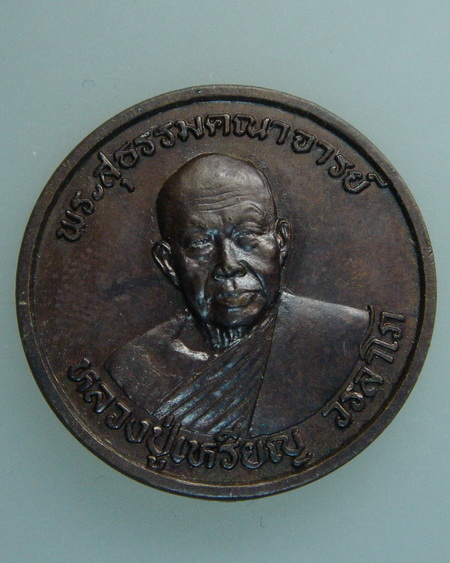 พระสุธรรมคณาจารย์
หลวงปู่เหรียญ วรลาโภ